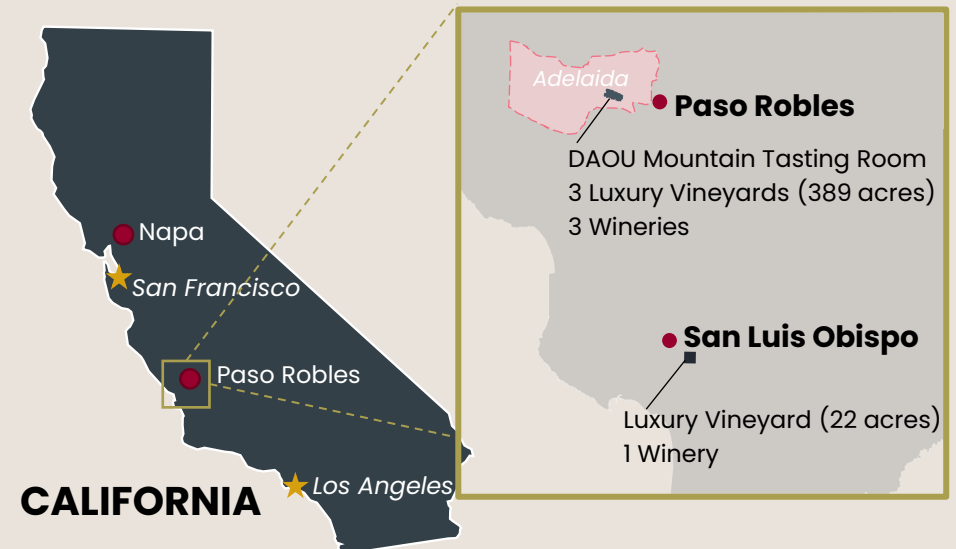 Napa
San Francisco
Paso Robles
Los Angeles
CALIFORNIA
Adelaida
Paso Robles
DAOU Mountain Tasting Room
3 Luxury Vineyards (389 acres)
3 Wineries
San Luis Obispo
Luxury Vineyard (22 acres)
1 Winery